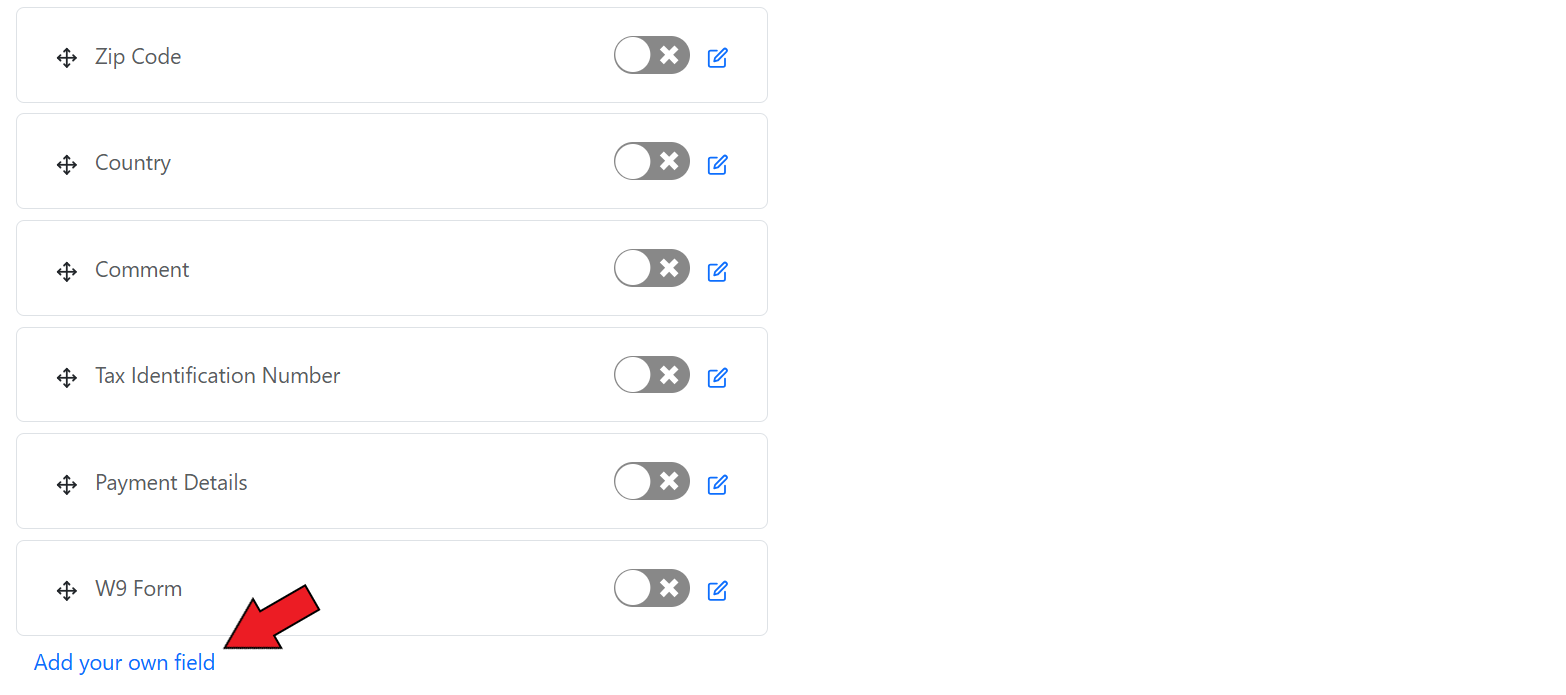 Zip Code
Country
Comment
Tax Identification Number
Payment Details
W9 Form
Add your own field